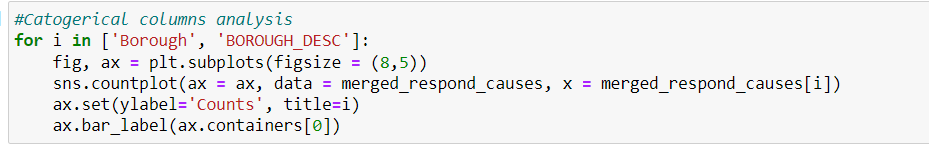 #Catogerical columns analysis
for i in ['Borough', 'BOROUGH_DESC']:
    fig, ax = plt.subplots(figsize = (8,5))
    sns.countplot(ax = ax, data = merged_respond_causes, x = merged_respond_causes[i])
    ax.set(ylabel='Counts', title=i)
    ax.bar_label(ax.containers[0])